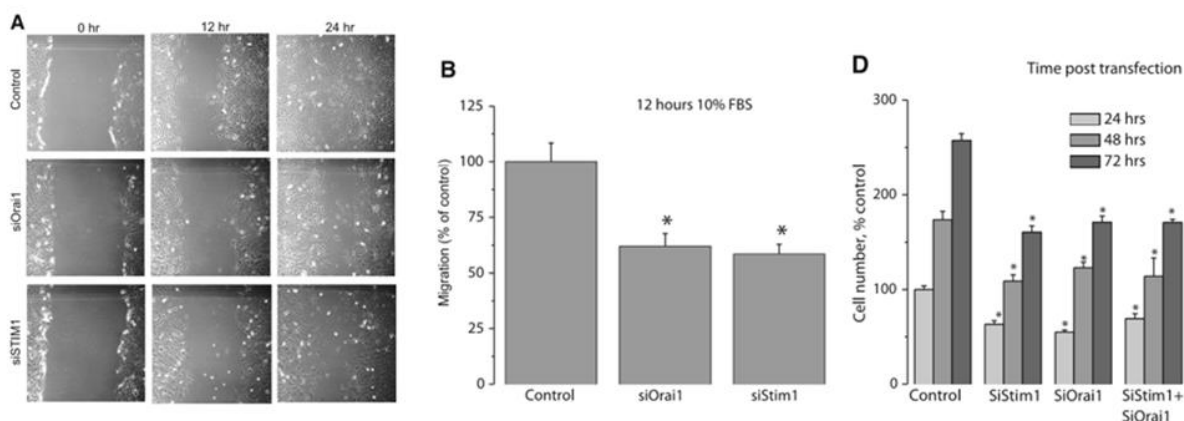 A
0 hr
12 hr
24 hr
Control
siOrai1
siSTIM1
B
12 hours 10% FBS
Migration (% of control)
125
100
75
50
25
0
*
*
Control
siOrai1
siStim1
D
Time post transfection
24 hrs
48 hrs
72 hrs
Cell number, % control
300
200
100
0
* * *
* * *
* * *
Control
SiStim1
SiOrai1
SiStim1+
SiOrai1